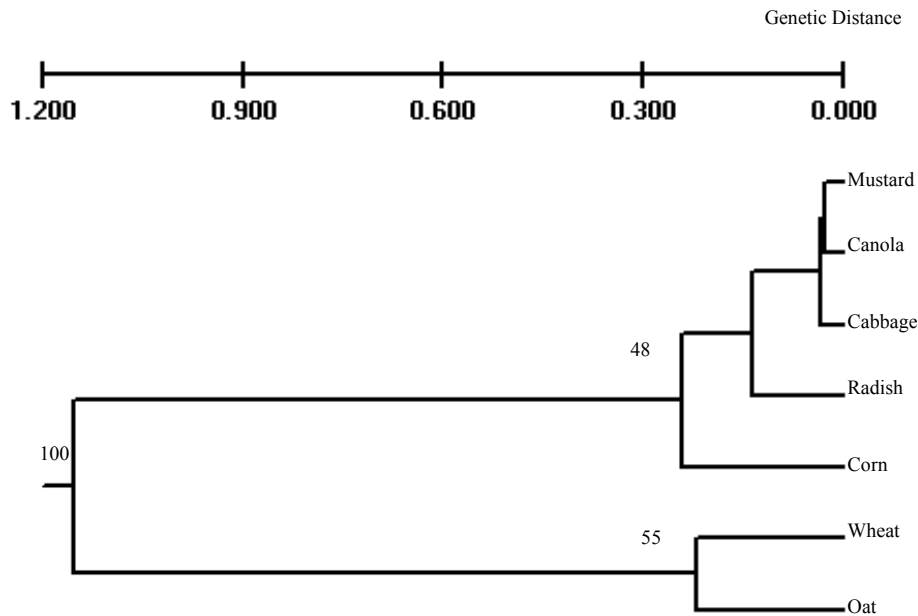 Genetic Distance
1.200 0.900 0.600 0.300 0.000
Mustard
Canola
Cabbage
48
Radish
100
Corn
55
Wheat
Oat